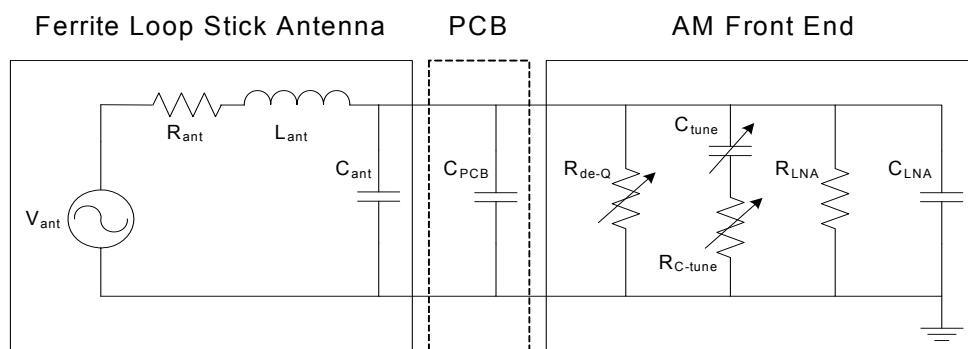 Ferrite Loop Stick Antenna
PCB
AM Front End
Rant
Lant
Cant
CPCB
Rde-Q
Ctune
RLNA
CLNA
Vant
RC-tune